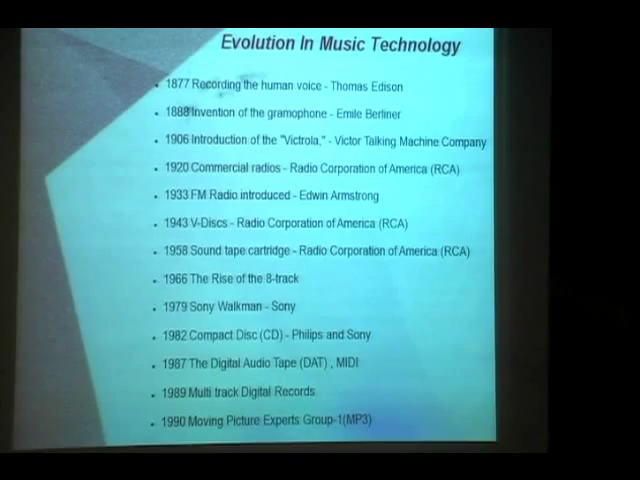 Evolution In Music Technology
• 1877 Recording the human voice - Thomas Edison
• 1888 Invention of the gramophone - Emile Berliner
• 1906 Introduction of the "Victrola," - Victor Talking Machine Company
• 1920 Commercial radios - Radio Corporation of America (RCA)
• 1933 FM Radio introduced - Edwin Armstrong
• 1943 V-Discs - Radio Corporation of America (RCA)
• 1958 Sound tape cartridge - Radio Corporation of America (RCA)
• 1966 The Rise of the 8-track
• 1979 Sony Walkman - Sony
• 1982 Compact Disc (CD) - Philips and Sony
• 1987 The Digital Audio Tape (DAT) , MIDI
• 1989 Multi track Digital Records
• 1990 Moving Picture Experts Group-1(MP3)